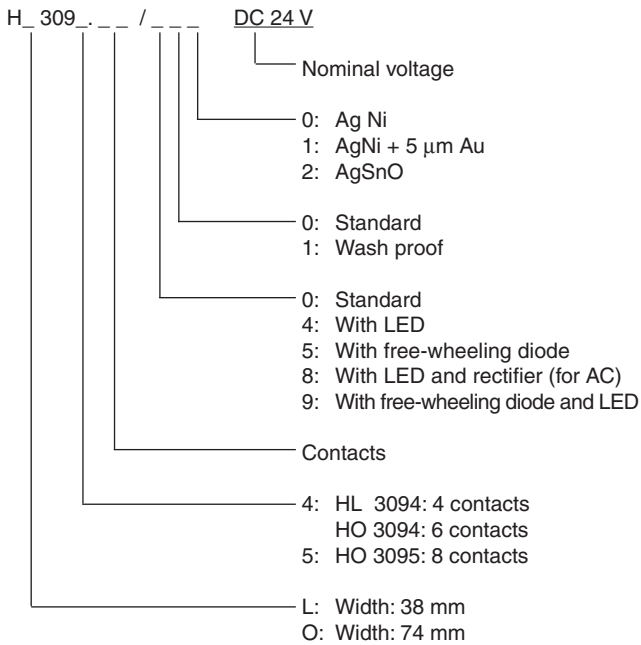 H_ 309_. _ _ / _ _ _ DC 24 V
Nominal voltage
0: Ag Ni
1: AgNi + 5 µm Au
2: AgSnO
0: Standard
1: Wash proof
0: Standard
4: With LED
5: With free-wheeling diode
8: With LED and rectifier (for AC)
9: With free-wheeling diode and LED
Contacts
4: HL 3094: 4 contacts
HO 3094: 6 contacts
5: HO 3095: 8 contacts
L: Width: 38 mm
O: Width: 74 mm